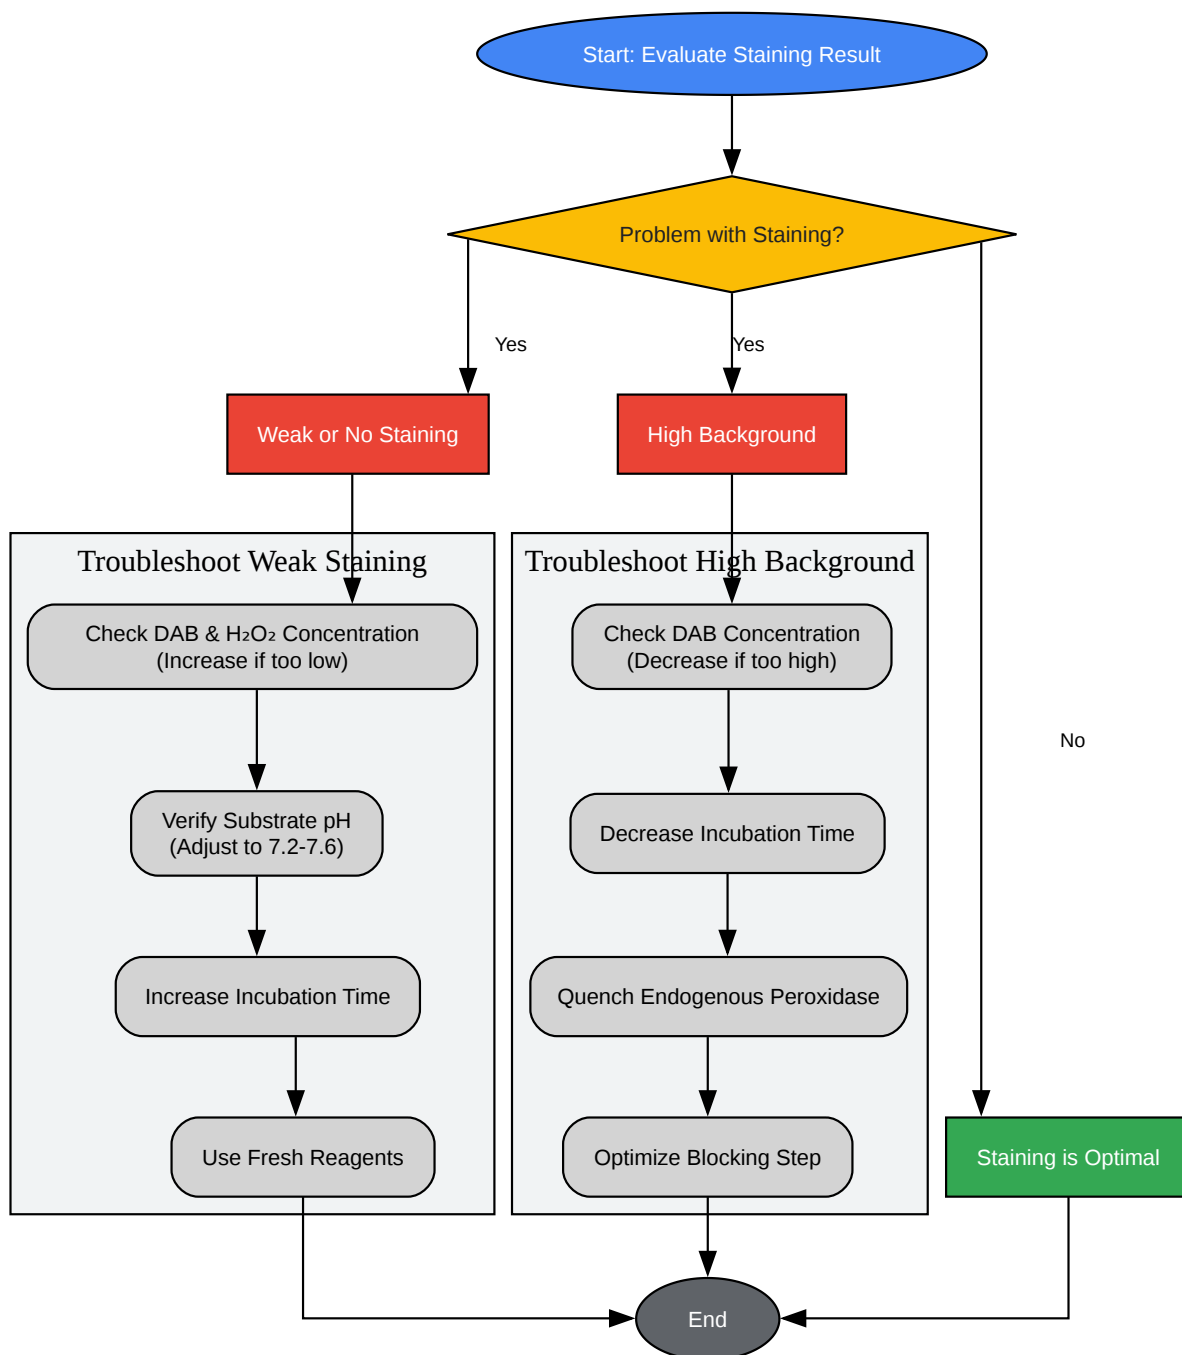 Start: Evaluate Staining Result
Problem with Staining?
Yes
Yes
Weak or No Staining
High Background
Troubleshoot Weak Staining
Troubleshoot High Background
Check DAB & H₂O₂ Concentration
(Increase if too low)
Check DAB Concentration
(Decrease if too high)
No
Verify Substrate pH
(Adjust to 7.2-7.6)
Decrease Incubation Time
Increase Incubation Time
Quench Endogenous Peroxidase
Use Fresh Reagents
Optimize Blocking Step
Staining is Optimal
End